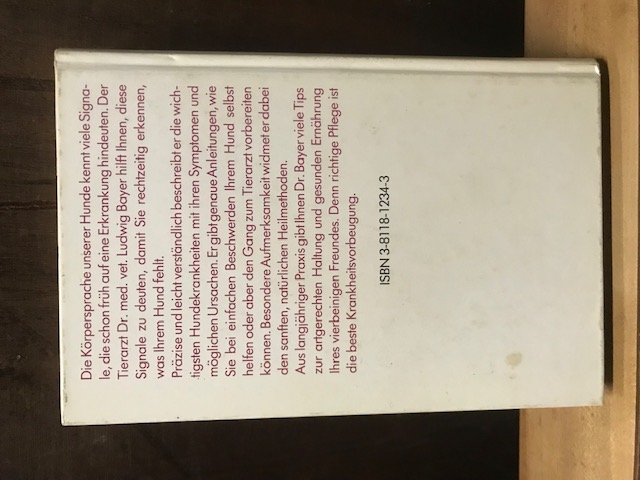 Die Körpersprache unserer Hunde kennt viele Signa-
le, die schon früh auf eine Erkrankung hindeuten. Der
Tierarzt Dr. med. vet. Ludwig Bayer hilft Ihnen, diese
Signale zu deuten, damit Sie rechtzeitig erkennen,
was Ihrem Hund fehlt.
Präzise und leicht verständlich beschreibt er die wich-
tigsten Hundekrankheiten mit ihren Symptomen und
möglichen Ursachen. Er gibt genaue Anleitungen, wie
Sie bei einfachen Beschwerden Ihrem Hund selbst
helfen oder aber den Gang zum Tierarzt vorbereiten
können. Besondere Aufmerksamkeit widmet er dabei
den sanften, natürlichen Heilmethoden.
Aus langjähriger Praxis gibt Ihnen Dr. Bayer viele Tips
zur artgerechten Haltung und gesunden Ernährung
Ihres vierbeinigen Freundes. Denn richtige Pflege ist
die beste Krankheitsvorbeugung.
ISBN 3-8118-1234-3